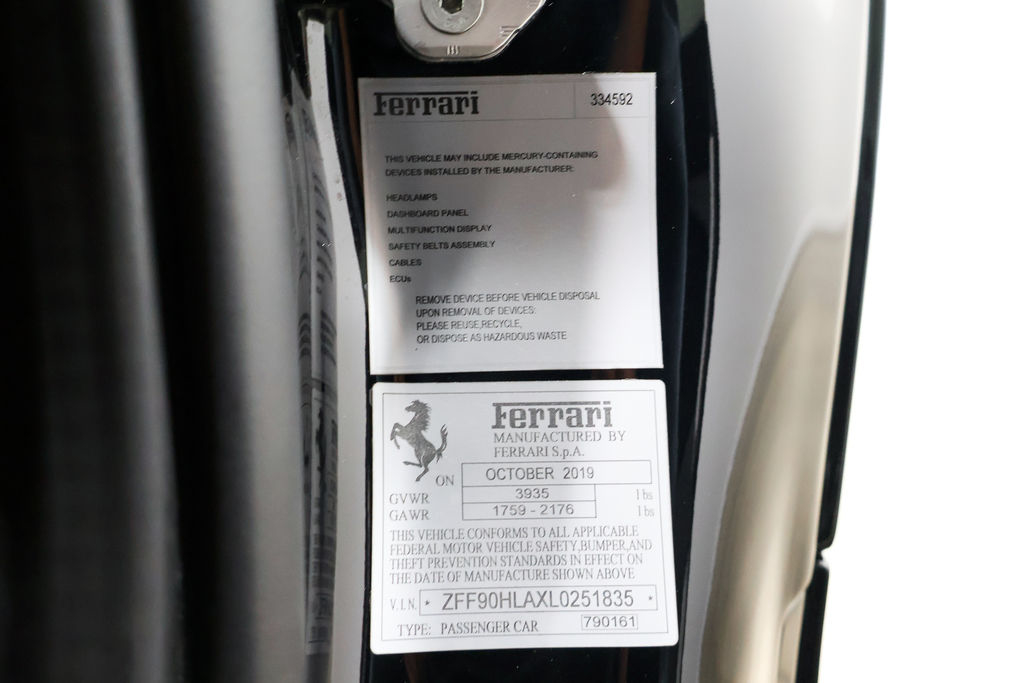 Ferrari 334592
THIS VEHICLE MAY INCLUDE MERCURY-CONTAINING
DEVICES INSTALLED BY THE MANUFACTURER:
HEADLAMPS
DASHBOARD PANEL
MULTIFUNCTION DISPLAY
SAFETY BELTS ASSEMBLY
CABLES
ECUs
REMOVE DEVICE BEFORE VEHICLE DISPOSAL
UPON REMOVAL OF DEVICES:
PLEASE REUSE,RECYCLE,
OR DISPOSE AS HAZARDOUS WASTE
Ferrari
MANUFACTURED BY
FERRARI S.p.A.
ON OCTOBER 2019
GVWR 3935 lbs
GAWR 1759 - 2176 lbs
THIS VEHICLE CONFORMS TO ALL APPLICABLE
FEDERAL MOTOR VEHICLE SAFETY,BUMPER,AND
THEFT PREVENTION STANDARDS IN EFFECT ON
THE DATE OF MANUFACTURE SHOWN ABOVE
V.I.N. * ZFF90HLAXL0251835 *
TYPE: PASSENGER CAR 790161